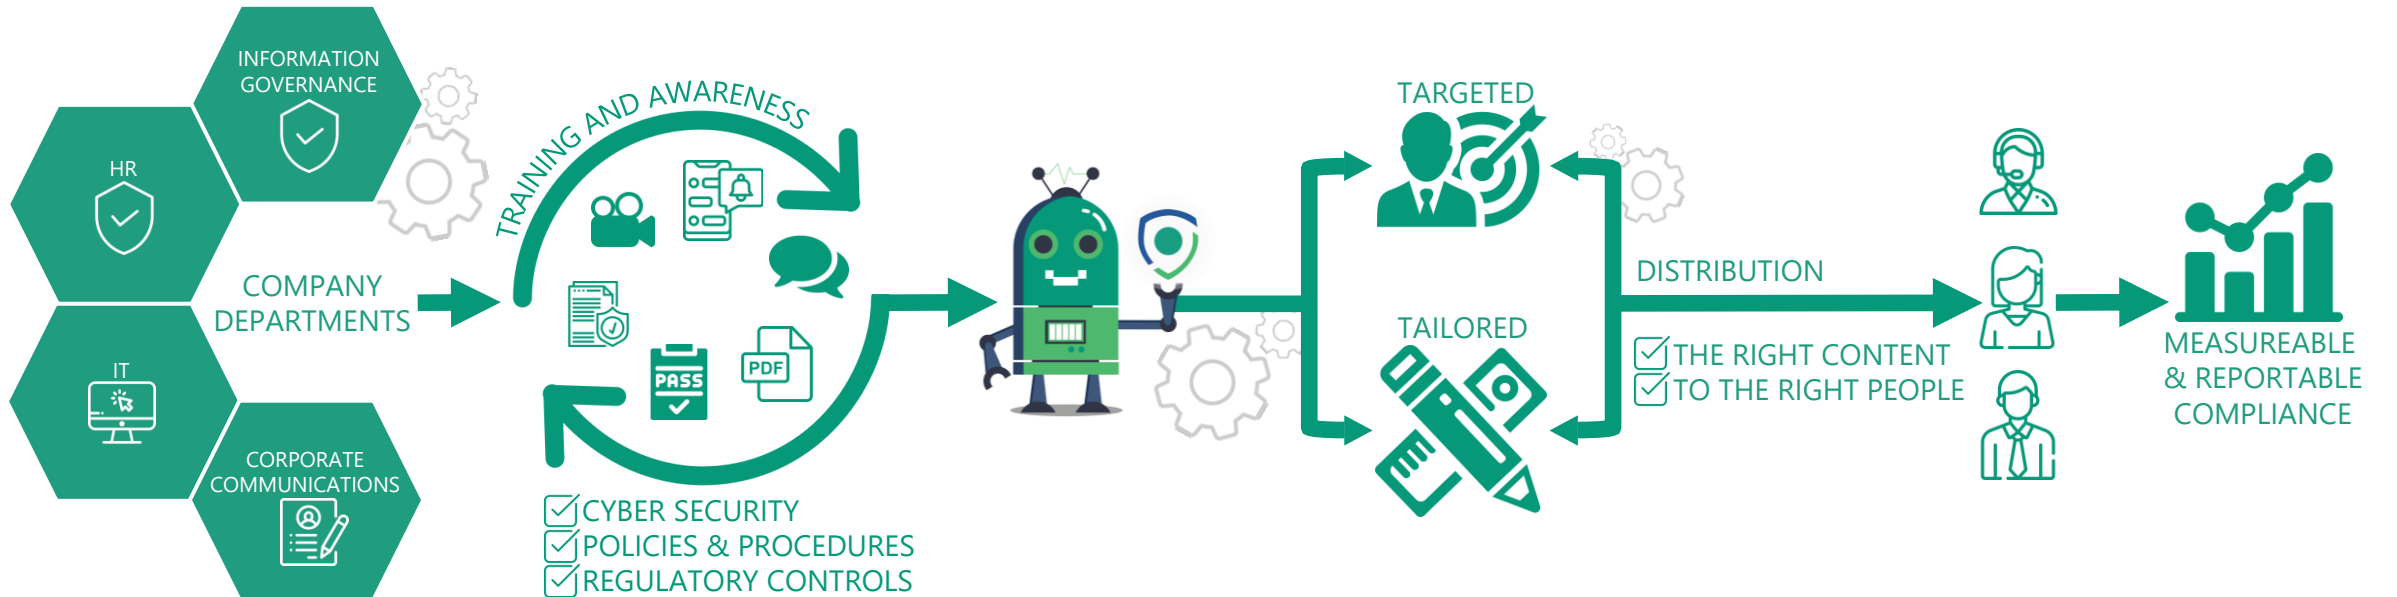 INFORMATION
GOVERNANCE
HR
IT
CORPORATE
COMMUNICATIONS
COMPANY
DEPARTMENTS
TRAINING AND AWARENESS
PASS
PDF
CYBER SECURITY
POLICIES & PROCEDURES
REGULATORY CONTROLS
TARGETED
TAILORED
DISTRIBUTION
THE RIGHT CONTENT
TO THE RIGHT PEOPLE
MEASUREABLE
& REPORTABLE
COMPLIANCE